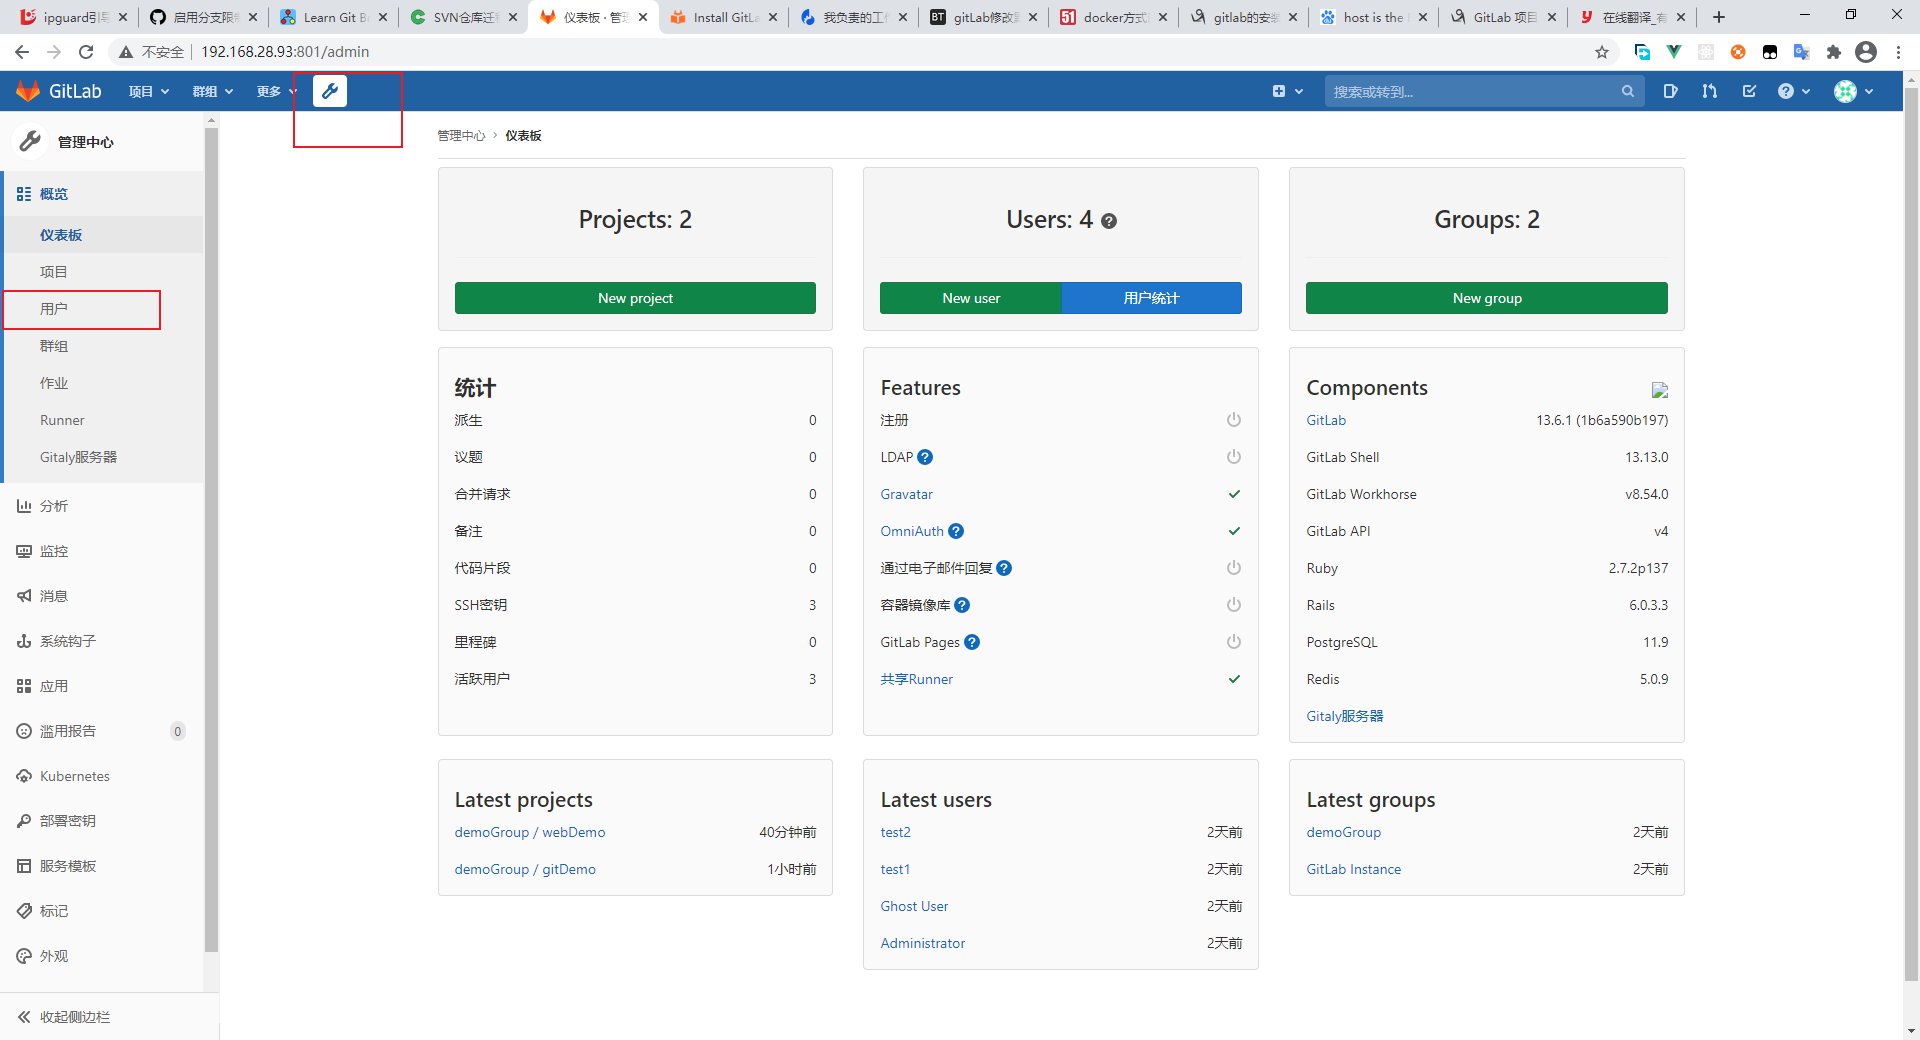 ipguard引导
启用分支限制
Learn Git Br
SVN仓库迁移
仪表板 · 管理
Install GitLa
我负责的工作
gitLab修改
docker方式
gitlab的安装
host is the
GitLab 项目
在线翻译_有
不安全 192.168.28.93:801/admin
GitLab 项目 群组 更多 搜索或转到...
管理中心
概览
仪表板
项目
用户
群组
作业
Runner
Gitaly服务器
分析
监控
消息
系统钩子
应用
滥用报告 0
Kubernetes
部署密钥
服务模板
标记
外观
收起侧边栏
管理中心 › 仪表板
Projects: 2
New project
Users: 4
New user 用户统计
Groups: 2
New group
统计
派生 0
议题 0
合并请求 0
备注 0
代码片段 0
SSH密钥 3
里程碑 0
活跃用户 3
Features
注册
LDAP
Gravatar
OmniAuth
通过电子邮件回复
容器镜像库
GitLab Pages
共享Runner
Components
GitLab 13.6.1 (1b6a590b197)
GitLab Shell 13.13.0
GitLab Workhorse v8.54.0
GitLab API v4
Ruby 2.7.2p137
Rails 6.0.3.3
PostgreSQL 11.9
Redis 5.0.9
Gitaly服务器
Latest projects
demoGroup / webDemo 40分钟前
demoGroup / gitDemo 1小时前
Latest users
test2 2天前
test1 2天前
Ghost User 2天前
Administrator 2天前
Latest groups
demoGroup 2天前
GitLab Instance 2天前